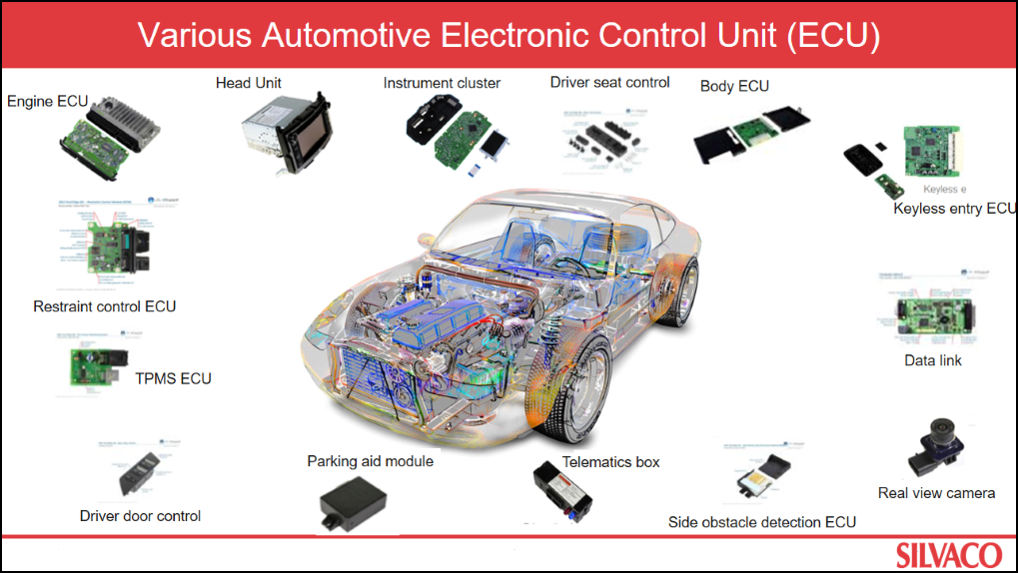 Various Automotive Electronic Control Unit (ECU)
Head Unit
Instrument cluster
Driver seat control
Body ECU
Engine ECU
Keyless e
Keyless entry ECU
Restraint control ECU
Data link
TPMS ECU
Parking aid module
Telematics box
Real view camera
Driver door control
Side obstacle detection ECU
SILVACO